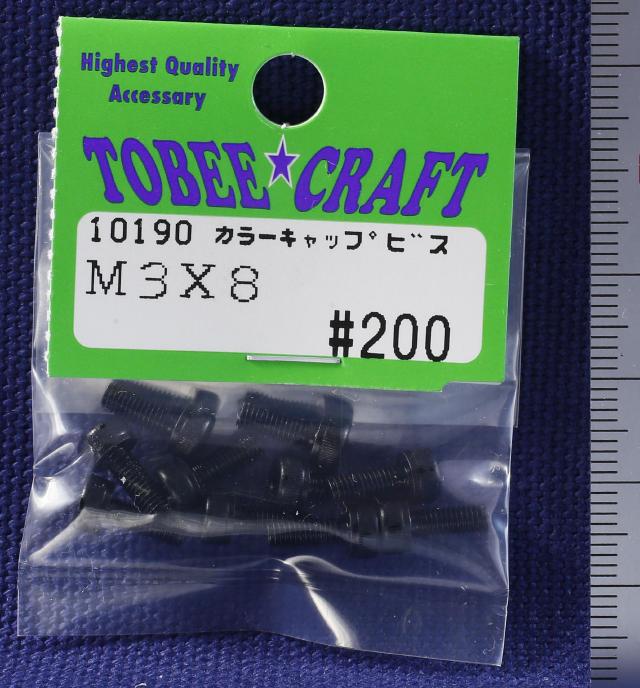 Highest Quality
Accessary
TOBEE★CRAFT
10190 カラーキャップビス
M3X8
#200